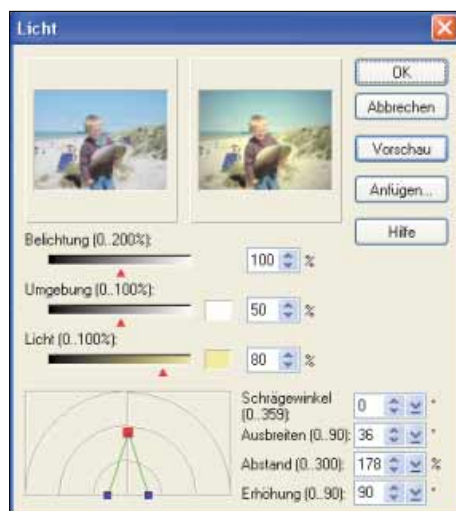 Licht
OK
Abbrechen
Vorschau
Anfügen...
Hilfe
Belichtung (0..200%):
100 %
Umgebung (0..100%):
50 %
Licht (0..100%):
80 %
Schrägewinkel
(0..359): 0 °
Ausbreiten (0..90): 36 °
Abstand (0..300): 178 %
Erhöhung (0..90): 90 °